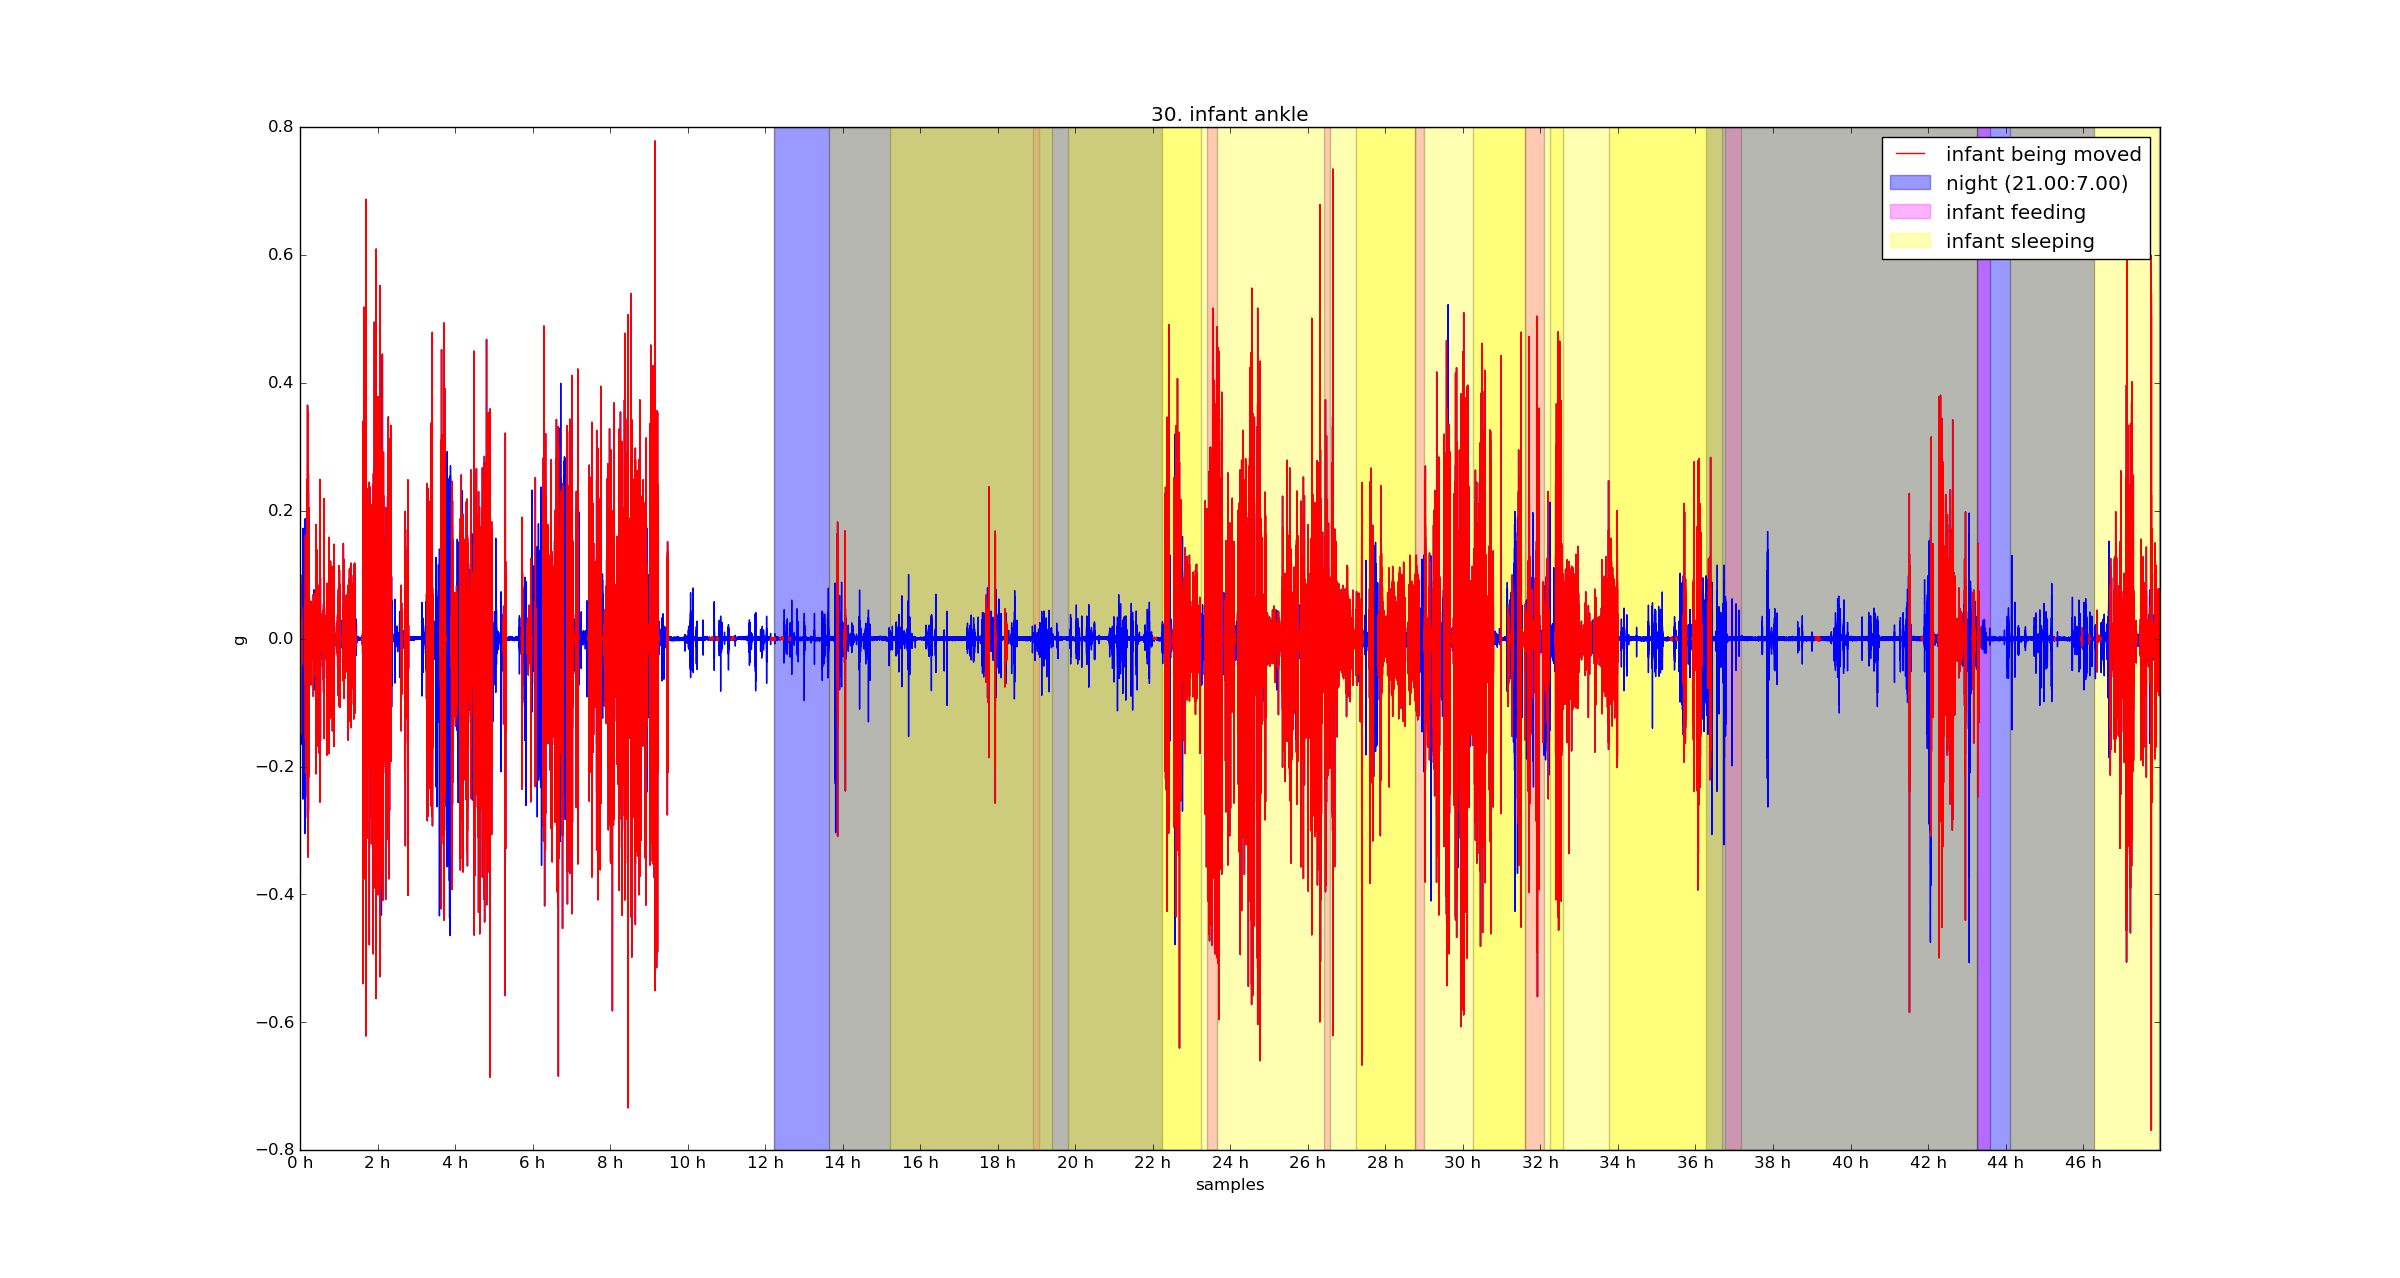 30. infant ankle
infant being moved
night (21.00:7.00)
infant feeding
infant sleeping
0.8
0.6
0.4
0.2
0.0
−0.2
−0.4
−0.6
−0.8
g
0 h 2 h 4 h 6 h 8 h 10 h 12 h 14 h 16 h 18 h 20 h 22 h 24 h 26 h 28 h 30 h 32 h 34 h 36 h 38 h 40 h 42 h 44 h 46 h
samples